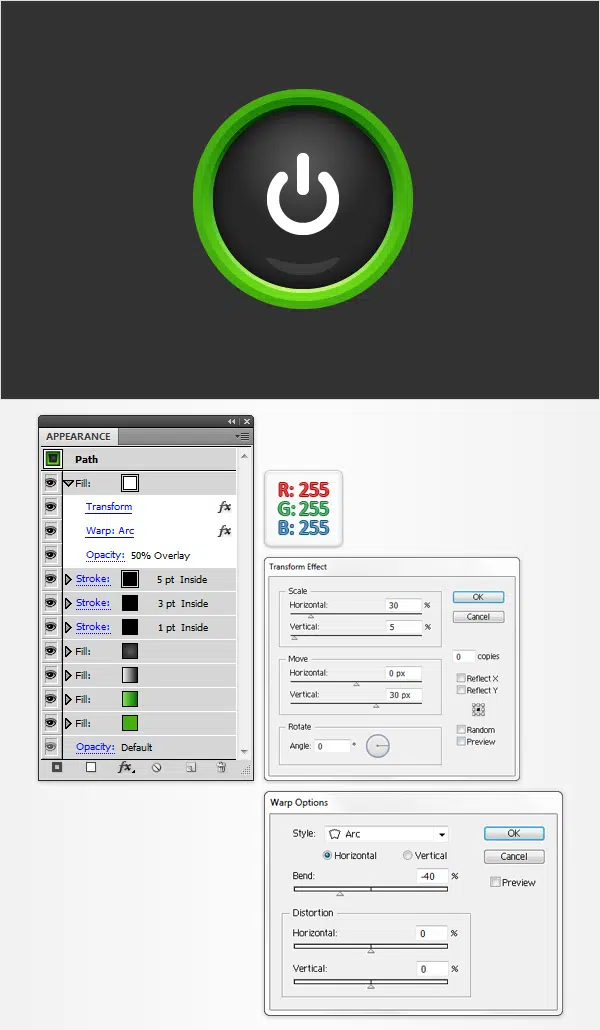 APPEARANCE
Path
Fill:
Transform fx
Warp: Arc fx
Opacity: 50% Overlay
Stroke: 5 pt Inside
Stroke: 3 pt Inside
Stroke: 1 pt Inside
Fill:
Fill:
Fill:
Fill:
Opacity: Default
fx
R: 255
G: 255
B: 255
Transform Effect
Scale
Horizontal: 30 %
Vertical: 5 %
Move
Horizontal: 0 px
Vertical: 30 px
Rotate
Angle: 0 °
OK
Cancel
0 copies
Reflect X
Reflect Y
Random
Preview
Warp Options
Style: Arc
Horizontal Vertical
Bend: -40 %
Distortion
Horizontal: 0 %
Vertical: 0 %
OK
Cancel
Preview